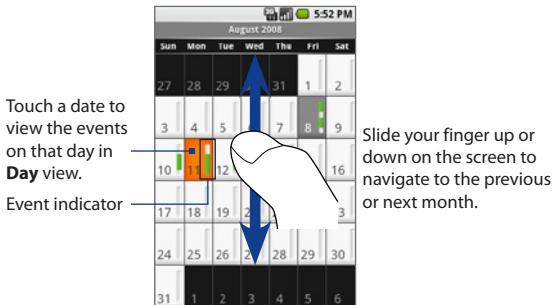 3G 5:52 PM
August 2008
Sun Mon Tue Wed Thu Fri Sat
27 28 29 31 1 2
3 4 5 7 8 9
10 11 12 16
17 18 19
24 25 26 28 29 30
31 1 2 3 4 5 6
Touch a date to
view the events
on that day in
Day view.
Event indicator
Slide your finger up or
down on the screen to
navigate to the previous
or next month.